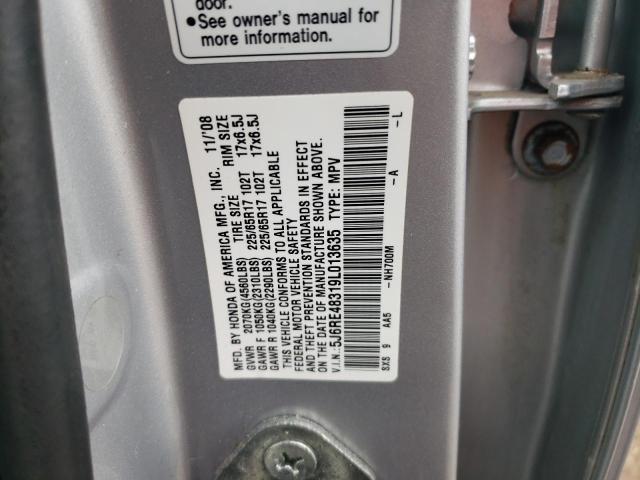 door.
●See owner's manual for
more information.
MFD. BY HONDA OF AMERICA MFG., INC. 11/'08
TIRE SIZE RIM SIZE
GVWR 2070KG(4560LBS)
GAWR F 1050KG(2310LBS) 225/65R17 102T 17x6.5J
GAWR R 1040KG(2290LBS) 225/65R17 102T 17x6.5J
THIS VEHICLE CONFORMS TO ALL APPLICABLE
FEDERAL MOTOR VEHICLE SAFETY
AND THEFT PREVENTION STANDARDS IN EFFECT
ON THE DATE OF MANUFACTURE SHOWN ABOVE.
V.I.N.: 5J6RE48319L013635 TYPE: MPV
SXS 9 AA5 -NH700M -A -L